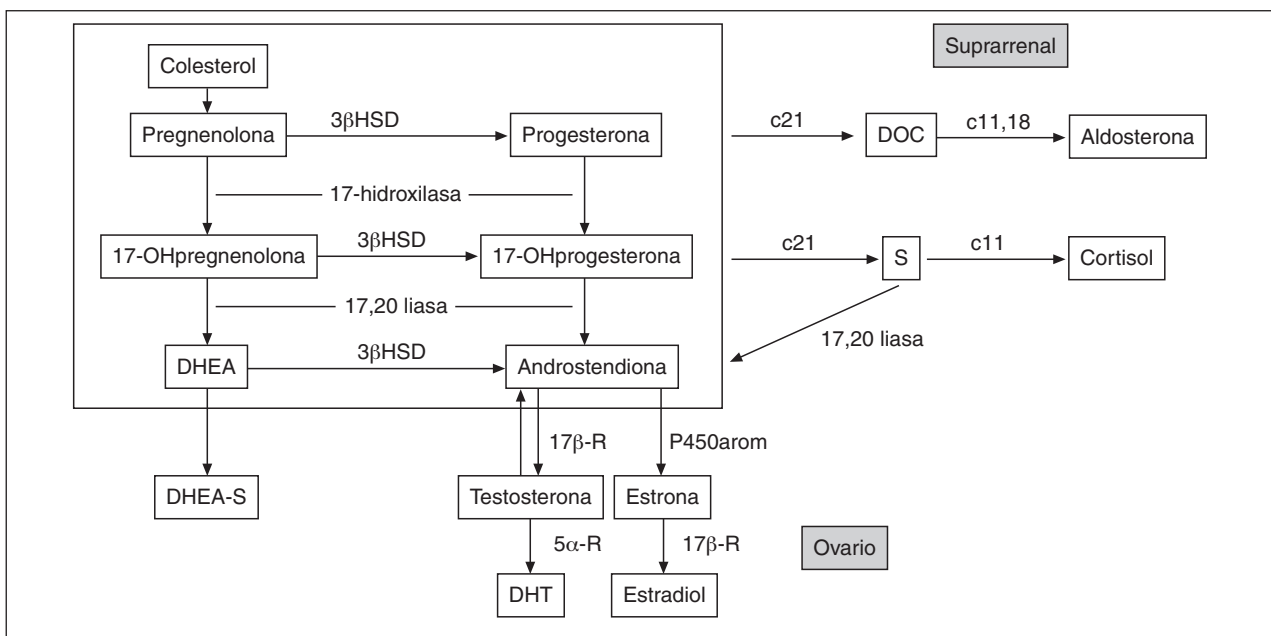 Suprarrenal
Colesterol
Pregnenolona
3βHSD
Progesterona
c21
DOC
c11,18
Aldosterona
17-hidroxilasa
17-OHpregnenolona
3βHSD
17-OHprogesterona
c21
S
c11
Cortisol
17,20 liasa
17,20 liasa
DHEA
3βHSD
Androstendiona
17β-R
P450arom
DHEA-S
Testosterona
Estrona
5α-R
17β-R
Ovario
DHT
Estradiol